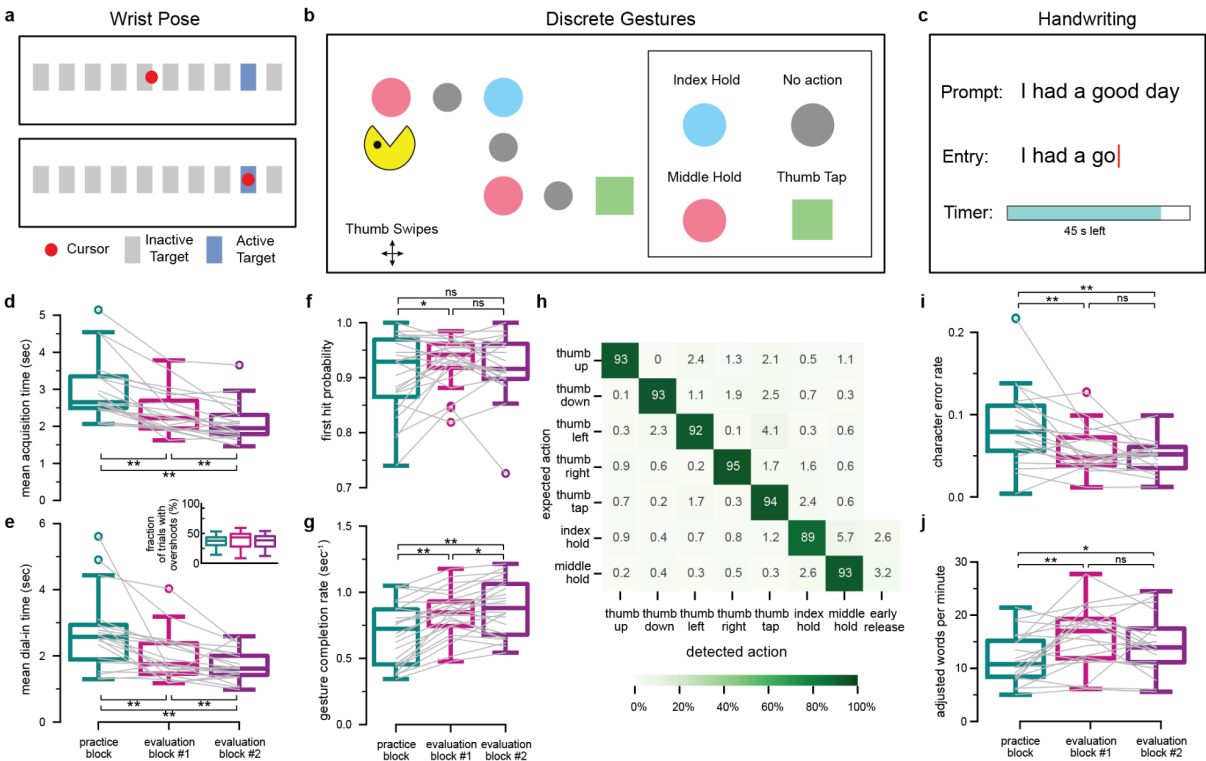 a Wrist Pose
Cursor
Inactive
Target
Active
Target
b Discrete Gestures
Thumb Swipes
Index Hold
No action
Middle Hold
Thumb Tap
c Handwriting
Prompt: I had a good day
Entry: I had a go
Timer:
45 s left
d
mean acquisition time (sec)
5
4
3
2
1
0
** **
**
e
mean dial-in time (sec)
6
4
2
0
fraction
of trials with
overshoots (%)
100
50
0
** **
**
practice
block
evaluation
block #1
evaluation
block #2
f
first hit probability
1.0
0.9
0.8
0.7
ns
* ns
g
gesture completion rate (sec⁻¹)
1.5
1.0
0.5
0.0
**
** *
practice
block
evaluation
block #1
evaluation
block #2
h
expected action
thumb
up
93 0 2.4 1.3 2.1 0.5 1.1
thumb
down
0.1 93 1.1 1.9 2.5 0.7 0.3
thumb
left
0.3 2.3 92 0.1 4.1 0.3 0.6
thumb
right
0.9 0.6 0.2 95 1.7 1.6 0.6
thumb
tap
0.7 0.2 1.7 0.3 94 2.4 0.6
index
hold
0.9 0.4 0.7 0.8 1.2 89 5.7 2.6
middle
hold
0.2 0.4 0.3 0.5 0.3 2.6 93 3.2
thumb
up
thumb
down
thumb
left
thumb
right
thumb
tap
index
hold
middle
hold
early
release
detected action
0% 20% 40% 60% 80% 100%
i
character error rate
0.2
0.1
0.0
**
** ns
j
adjusted words per minute
30
20
10
0
*
** ns
practice
block
evaluation
block #1
evaluation
block #2